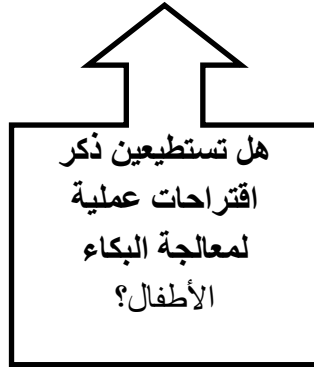 هل تستطيعين ذكر
اقتراحات عملية
لمعالجة البكاء
الأطفال؟